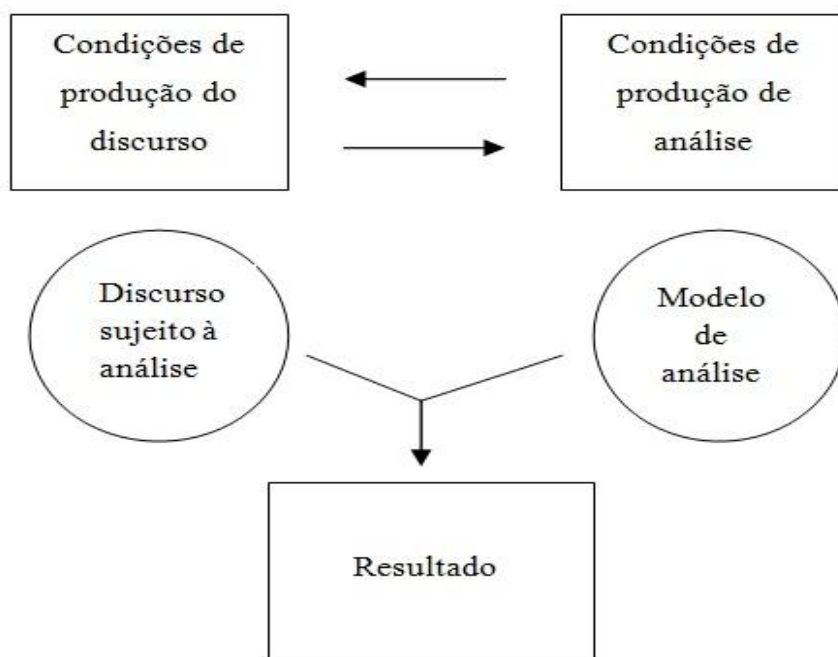 Condições de
produção do
discurso
Condições de
produção de
análise
Discurso
sujeito à
análise
Modelo
de
análise
Resultado